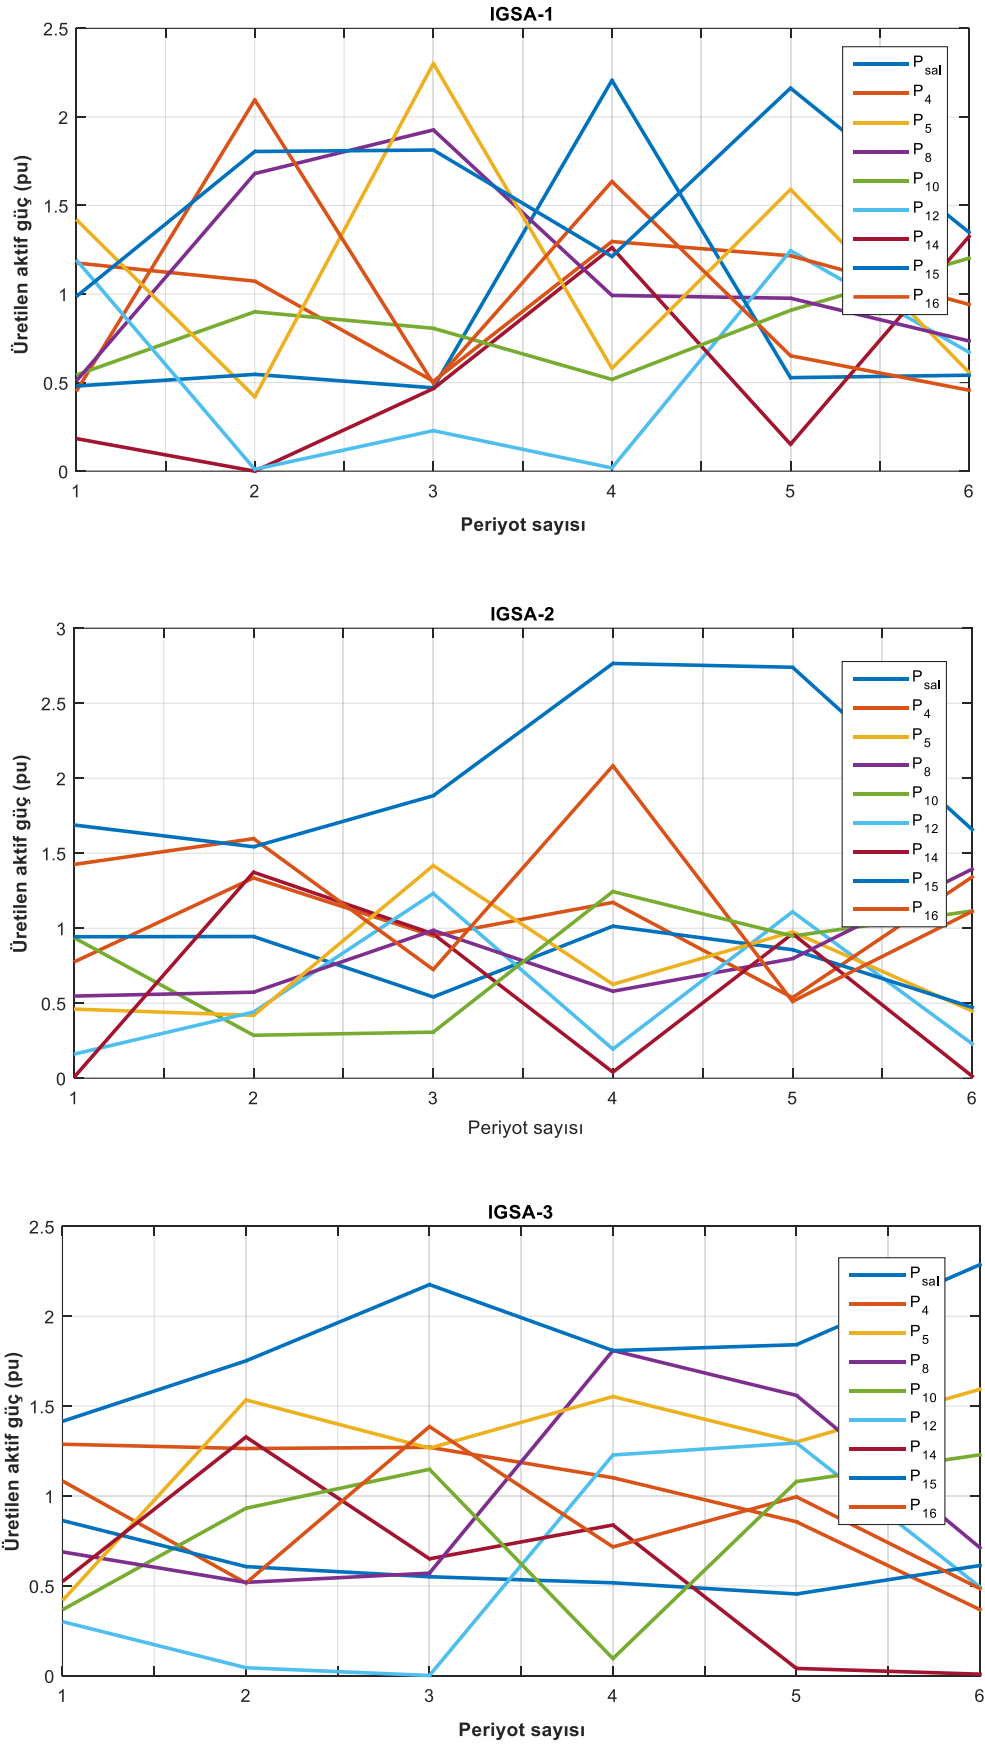 IGSA-1
2.5
2
1.5
1
0.5
0
Üretilen aktif güç (pu)
P sal
P 4
P 5
P 8
P 10
P 12
P 14
P 15
P 16
1 2 3 4 5 6
Periyot sayısı
IGSA-2
3
2.5
2
1.5
1
0.5
0
Üretilen aktif güç (pu)
P sal
P 4
P 5
P 8
P 10
P 12
P 14
P 15
P 16
1 2 3 4 5 6
Periyot sayısı
IGSA-3
2.5
2
1.5
1
0.5
0
Üretilen aktif güç (pu)
P sal
P 4
P 5
P 8
P 10
P 12
P 14
P 15
P 16
1 2 3 4 5 6
Periyot sayısı